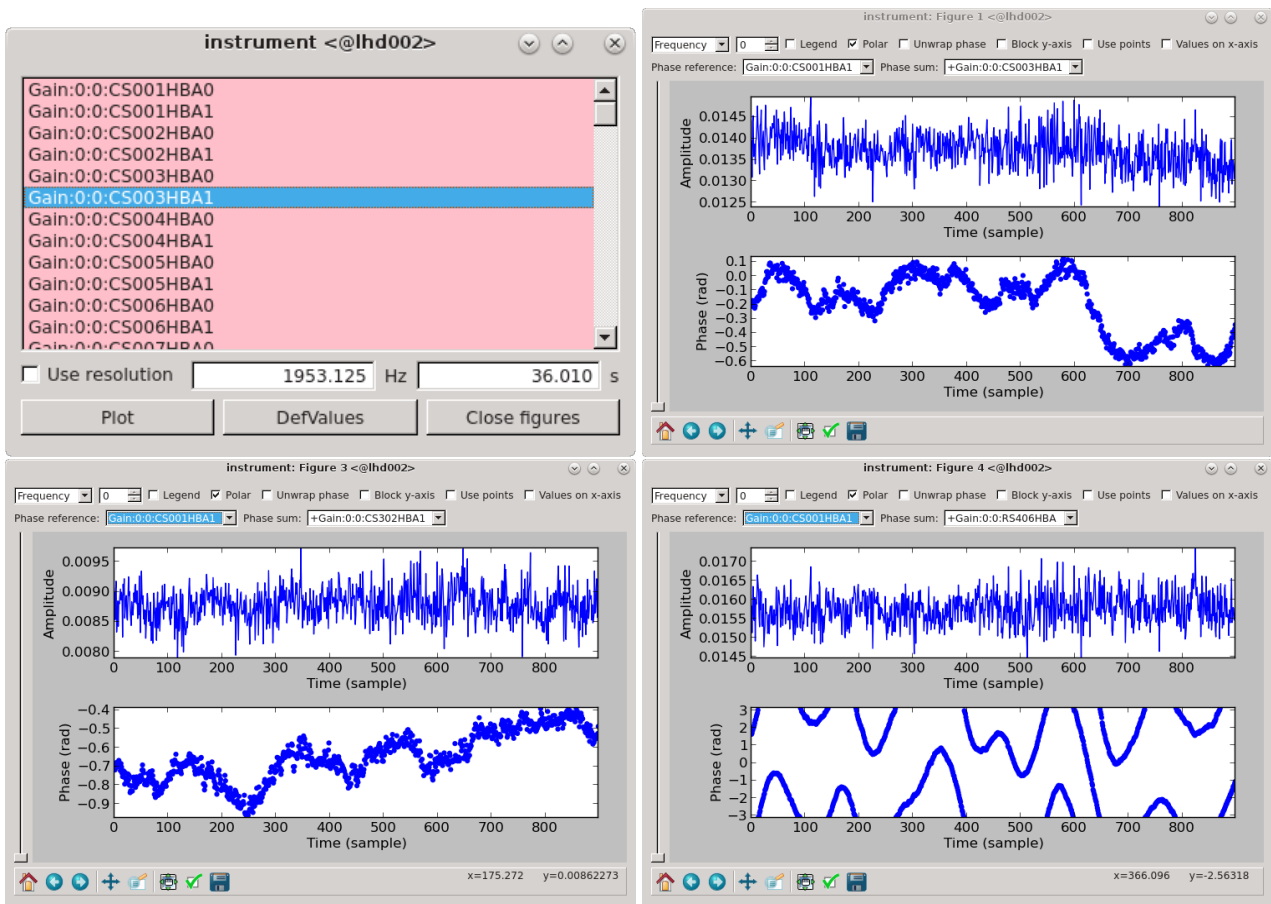 instrument <@lhd002>
Gain:0:0:CS001HBA0
Gain:0:0:CS001HBA1
Gain:0:0:CS002HBA0
Gain:0:0:CS002HBA1
Gain:0:0:CS003HBA0
Gain:0:0:CS003HBA1
Gain:0:0:CS004HBA0
Gain:0:0:CS004HBA1
Gain:0:0:CS005HBA0
Gain:0:0:CS005HBA1
Gain:0:0:CS006HBA0
Gain:0:0:CS006HBA1
Gain:0:0:CS007HBA0
Use resolution 1953.125 Hz 36.010 s
Plot DefValues Close figures
instrument: Figure 1 <@lhd002>
Frequency 0 Legend Polar Unwrap phase Block y-axis Use points Values on x-axis
Phase reference: Gain:0:0:CS001HBA1 Phase sum: +Gain:0:0:CS003HBA1
Amplitude
0.0145
0.0140
0.0135
0.0130
0.0125
0 100 200 300 400 500 600 700 800
Time (sample)
Phase (rad)
0.1
0.0
−0.1
−0.2
−0.3
−0.4
−0.5
−0.6
0 100 200 300 400 500 600 700 800
Time (sample)
instrument: Figure 3 <@lhd002>
Frequency 0 Legend Polar Unwrap phase Block y-axis Use points Values on x-axis
Phase reference: Gain:0:0:CS001HBA1 Phase sum: +Gain:0:0:CS302HBA1
Amplitude
0.0095
0.0090
0.0085
0.0080
0 100 200 300 400 500 600 700 800
Time (sample)
Phase (rad)
−0.4
−0.5
−0.6
−0.7
−0.8
−0.9
0 100 200 300 400 500 600 700 800
Time (sample)
x=175.272 y=0.00862273
instrument: Figure 4 <@lhd002>
Frequency 0 Legend Polar Unwrap phase Block y-axis Use points Values on x-axis
Phase reference: Gain:0:0:CS001HBA1 Phase sum: +Gain:0:0:RS406HBA
Amplitude
0.0170
0.0165
0.0160
0.0155
0.0150
0.0145
0 100 200 300 400 500 600 700 800
Time (sample)
Phase (rad)
3
2
1
0
−1
−2
−3
0 100 200 300 400 500 600 700 800
Time (sample)
x=366.096 y=-2.56318